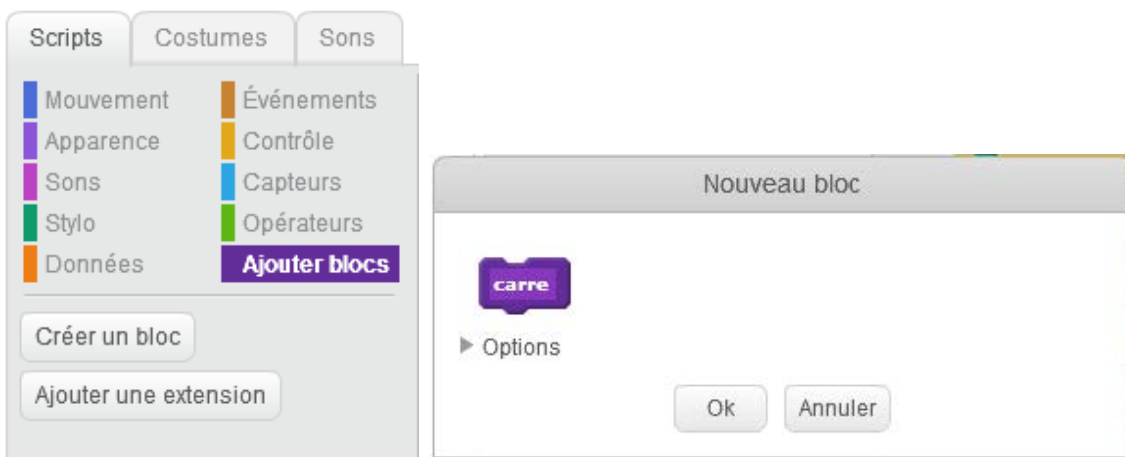 Scripts Costumes Sons
Mouvement Événements
Apparence Contrôle
Sons Capteurs
Stylo Opérateurs
Données Ajouter blocs
Créer un bloc
Ajouter une extension
Nouveau bloc
carre
Options
Ok Annuler